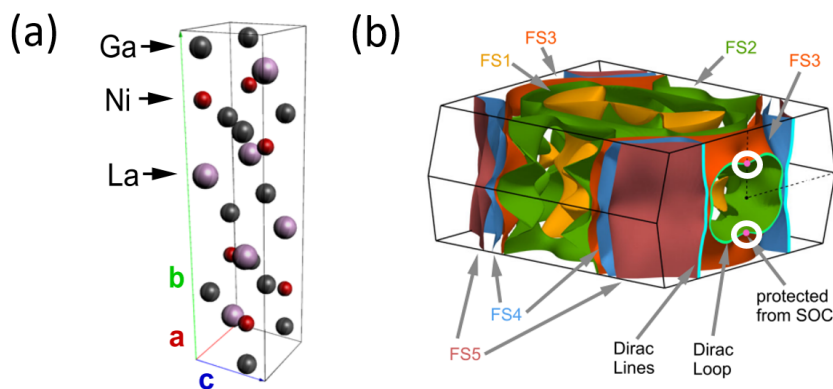 (a)
Ga
Ni
La
b
a
c
(b)
FS3
FS1
FS2
FS3
FS4
FS5
Dirac
Lines
Dirac
Loop
protected
from SOC